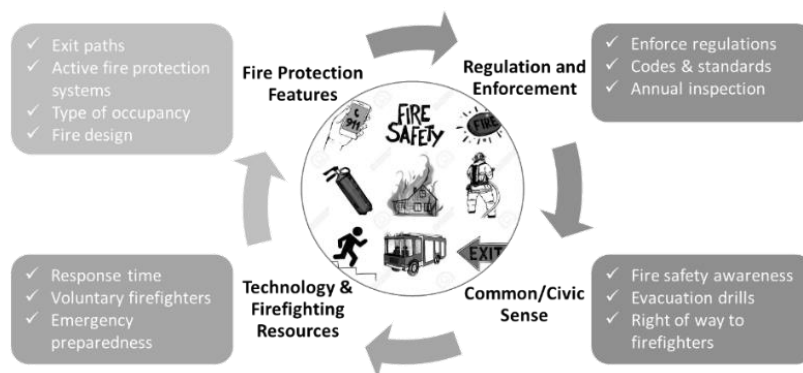 ✓ Exit paths
✓ Active fire protection
systems
✓ Type of occupancy
✓ Fire design
Fire Protection
Features
Regulation and
Enforcement
✓ Enforce regulations
✓ Codes & standards
✓ Annual inspection
911
FIRE
SAFETY
FIRE
EXIT
✓ Response time
✓ Voluntary firefighters
✓ Emergency
preparedness
Technology &
Firefighting
Resources
Common/Civic
Sense
✓ Fire safety awareness
✓ Evacuation drills
✓ Right of way to
firefighters